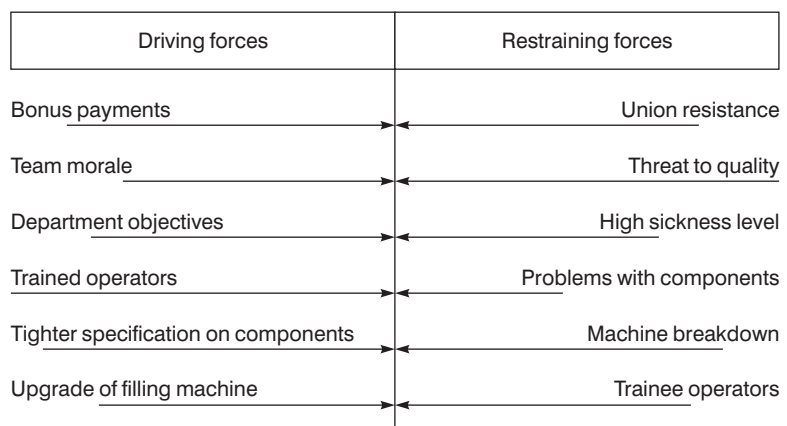 Driving forces
Restraining forces
Bonus payments
Union resistance
Team morale
Threat to quality
Department objectives
High sickness level
Trained operators
Problems with components
Tighter specification on components
Machine breakdown
Upgrade of filling machine
Trainee operators